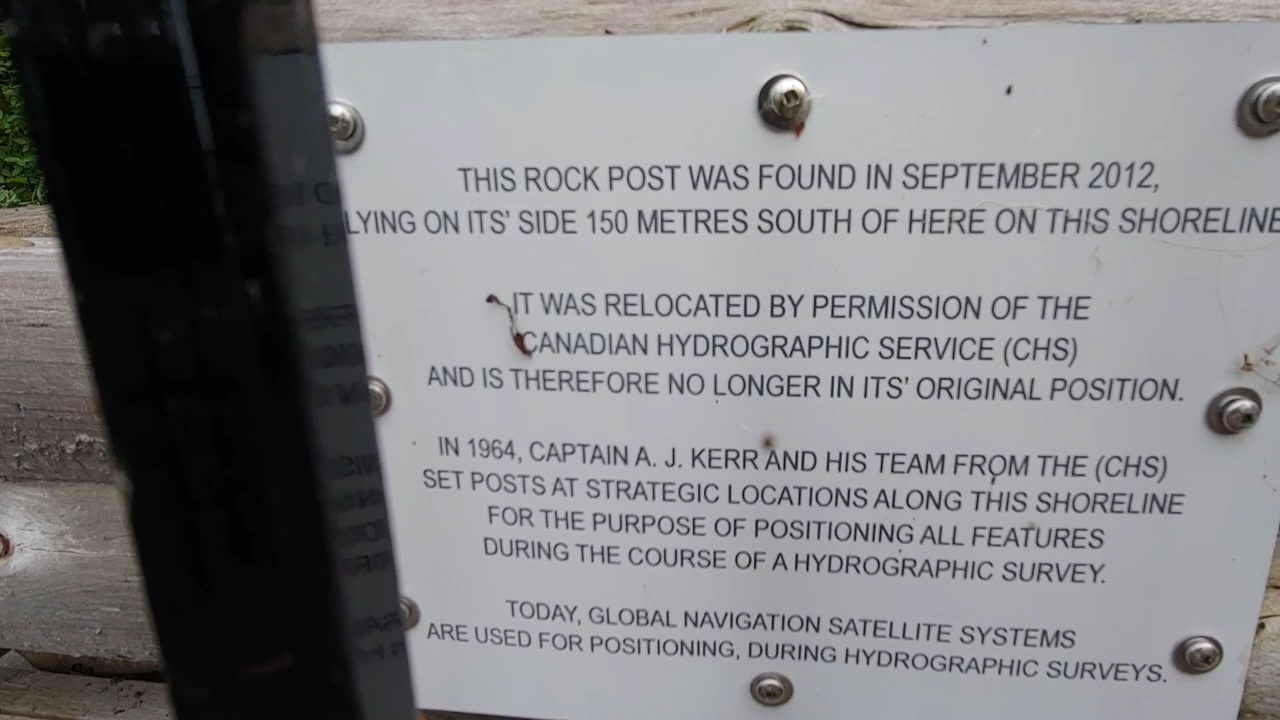 THIS ROCK POST WAS FOUND IN SEPTEMBER 2012,
LYING ON ITS' SIDE 150 METRES SOUTH OF HERE ON THIS SHORELINE
IT WAS RELOCATED BY PERMISSION OF THE
CANADIAN HYDROGRAPHIC SERVICE (CHS)
AND IS THEREFORE NO LONGER IN ITS' ORIGINAL POSITION.
IN 1964, CAPTAIN A. J. KERR AND HIS TEAM FROM THE (CHS)
SET POSTS AT STRATEGIC LOCATIONS ALONG THIS SHORELINE
FOR THE PURPOSE OF POSITIONING ALL FEATURES
DURING THE COURSE OF A HYDROGRAPHIC SURVEY.
TODAY, GLOBAL NAVIGATION SATELLITE SYSTEMS
ARE USED FOR POSITIONING, DURING HYDROGRAPHIC SURVEYS.